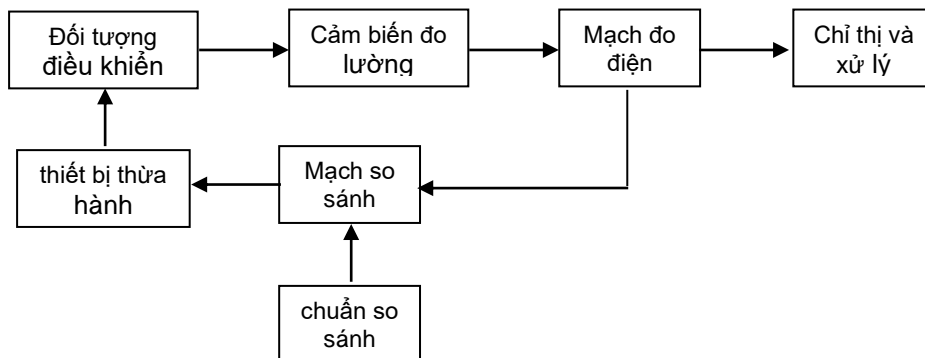 Đối tượng
điều khiển
Cảm biến đo
lường
Mạch đo
điện
Chỉ thị và
xử lý
thiết bị thừa
hành
Mạch so
sánh
chuẩn so
sánh